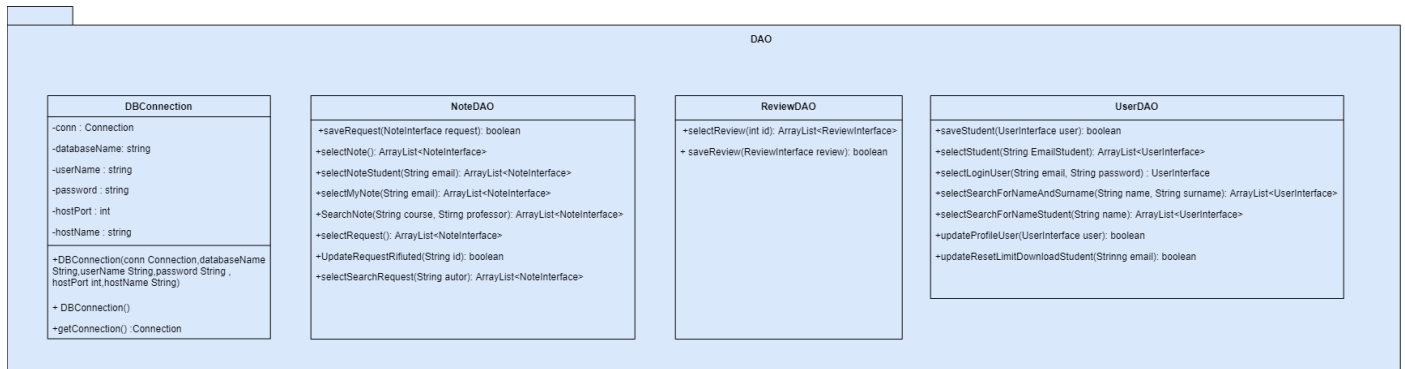 DAO
DBConnection
-conn : Connection
-databaseName: string
-userName : string
-password : string
-hostPort : int
-hostName : string
+DBConnection(conn Connection,databaseName
String,userName String,password String ,
hostPort int,hostName String)
+ DBConnection()
+getConnection() :Connection
NoteDAO
+saveRequest(NoteInterface request): boolean
+selectNote(): ArrayList<NoteInterface>
+selectNoteStudent(String email): ArrayList<NoteInterface>
+selectMyNote(String email): ArrayList<NoteInterface>
+SearchNote(String course, Stirng professor): ArrayList<NoteInterface>
+selectRequest(): ArrayList<NoteInterface>
+UpdateRequestRifiuted(String id): boolean
+selectSearchRequest(String autor): ArrayList<NoteInterface>
ReviewDAO
+selectReview(int id): ArrayList<ReviewInterface>
+ saveReview(ReviewInterface review): boolean
UserDAO
+saveStudent(UserInterface user): boolean
+selectStudent(String EmailStudent): ArrayList<UserInterface>
+selectLoginUser(String email, String password) : UserInterface
+selectSearchForNameAndSurname(String name, String surname): ArrayList<UserInterface>
+selectSearchForNameStudent(String name): ArrayList<UserInterface>
+updateProfileUser(UserInterface user): boolean
+updateResetLimitDownloadStudent(Strinng email): boolean